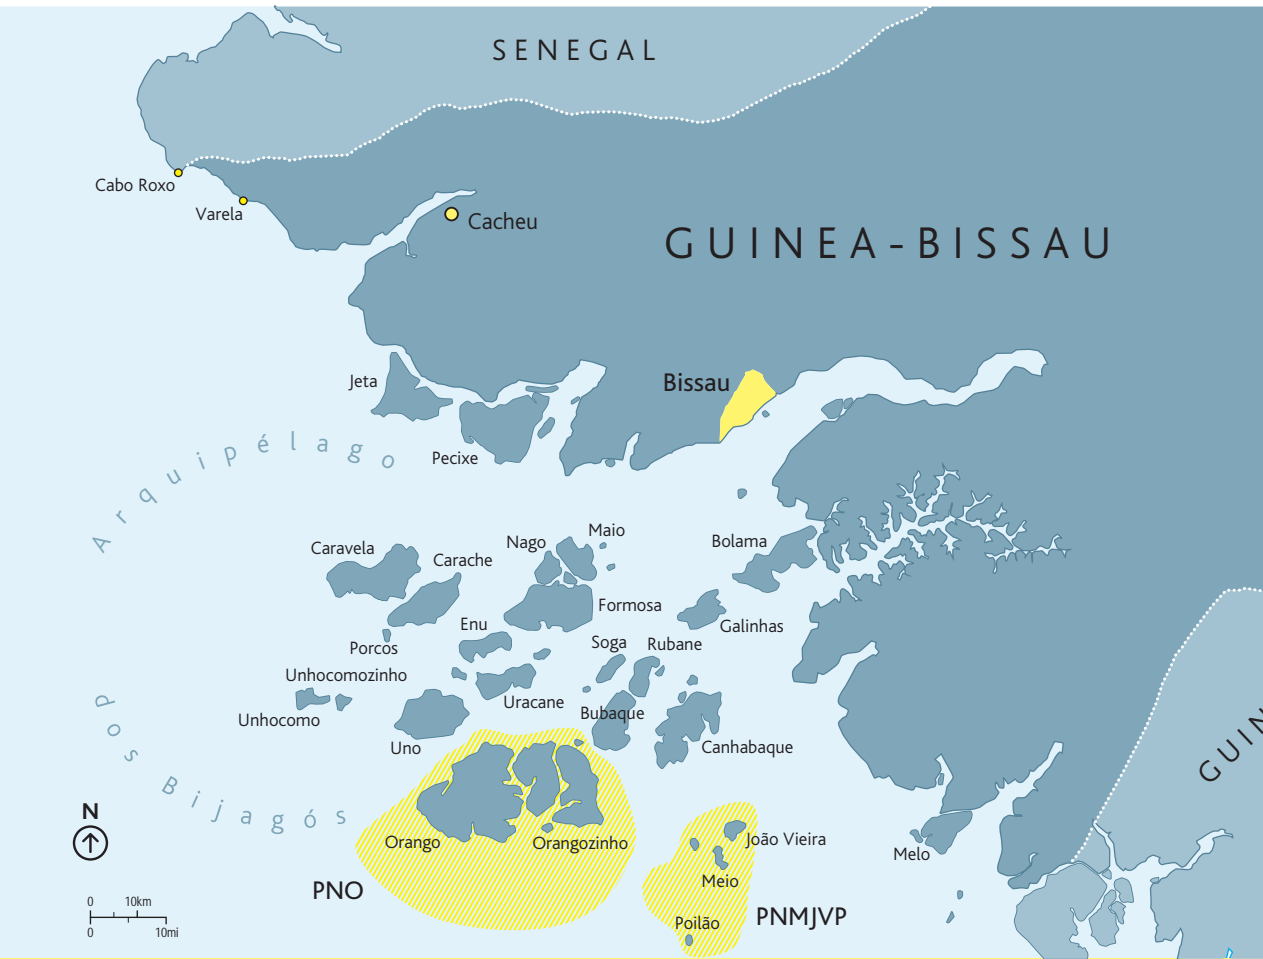 SENEGAL
Cabo Roxo
Varela
Cacheu
GUINEA-BISSAU
Jeta
Bissau
Pecixe
Arquipélago
dos Bijagós
Caravela
Carache
Nago
Maio
Bolama
Formosa
Enu
Galinhas
Porcos
Soga
Rubane
Unhocomozinho
Uracane
Unhocomo
Bubaque
Uno
Canhabaque
GUIN
N
Orango
Orangozinho
João Vieira
Melo
Meio
PNO
Poilão
PNMJVP
0 10km
0 10mi